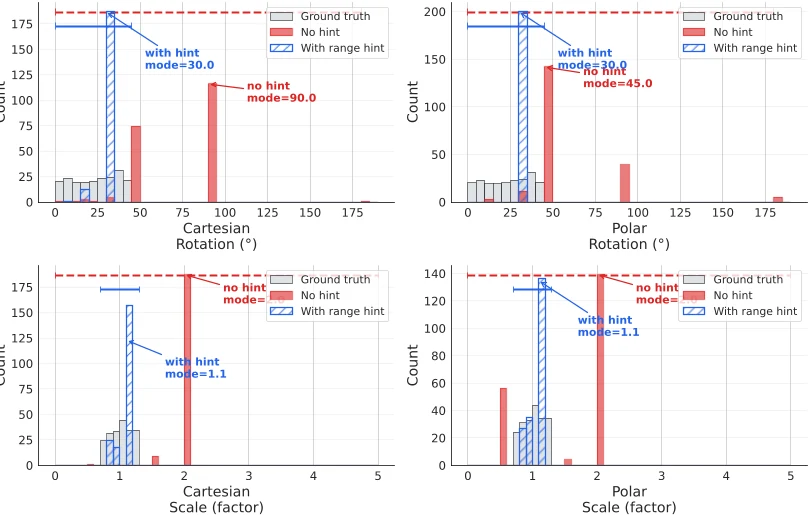 175
150
125
100
75
50
25
0
Count
Ground truth
No hint
With range hint
with hint
mode=30.0
no hint
mode=90.0
0 25 50 75 100 125 150 175
Cartesian
Rotation (°)
200
150
100
50
0
Count
Ground truth
No hint
With range hint
with hint
mode=30.0
no hint
mode=45.0
0 25 50 75 100 125 150 175
Polar
Rotation (°)
175
150
125
100
75
50
25
0
Count
Ground truth
No hint
With range hint
no hint
with hint
mode=1.1
0 1 2 3 4 5
Cartesian
Scale (factor)
140
120
100
80
60
40
20
0
Count
Ground truth
No hint
With range hint
no hint
with hint
mode=1.1
0 1 2 3 4 5
Polar
Scale (factor)